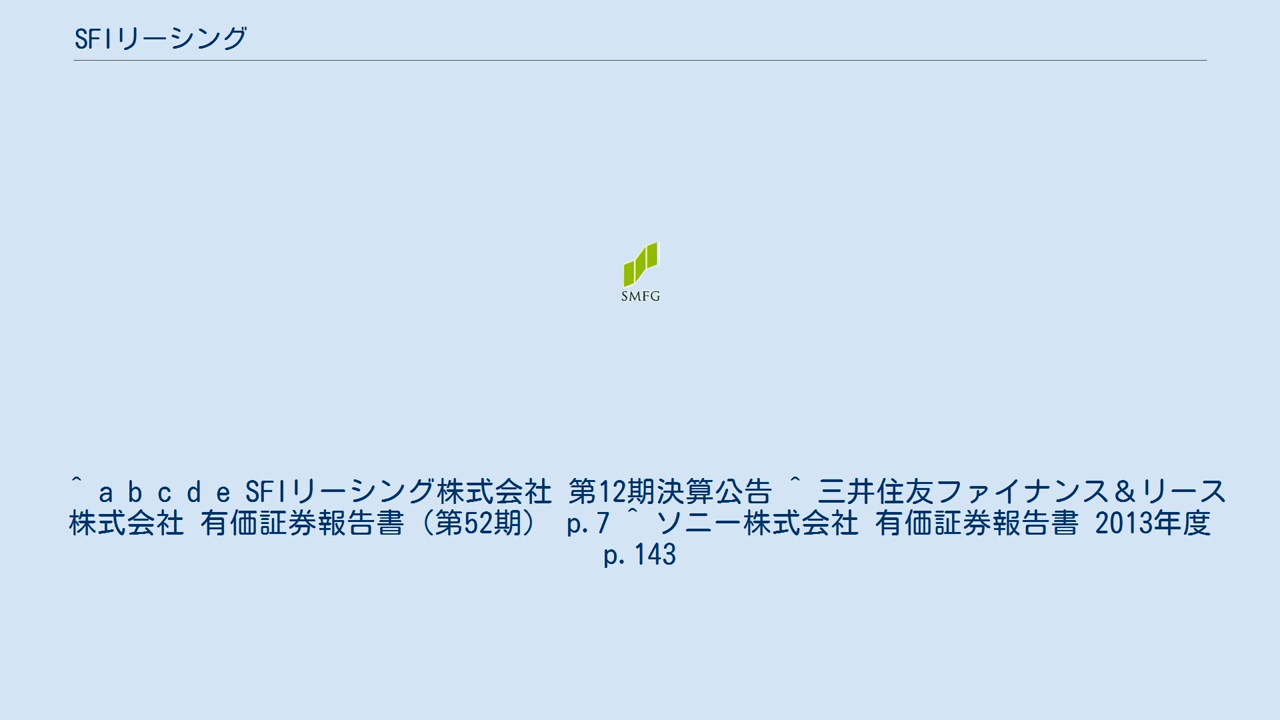 SFIリーシング
SMFG
^ a b c d e SFIリーシング株式会社 第12期決算公告 ^ 三井住友ファイナンス＆リース
株式会社 有価証券報告書（第52期） p.7 ^ ソニー株式会社 有価証券報告書 2013年度
p.143